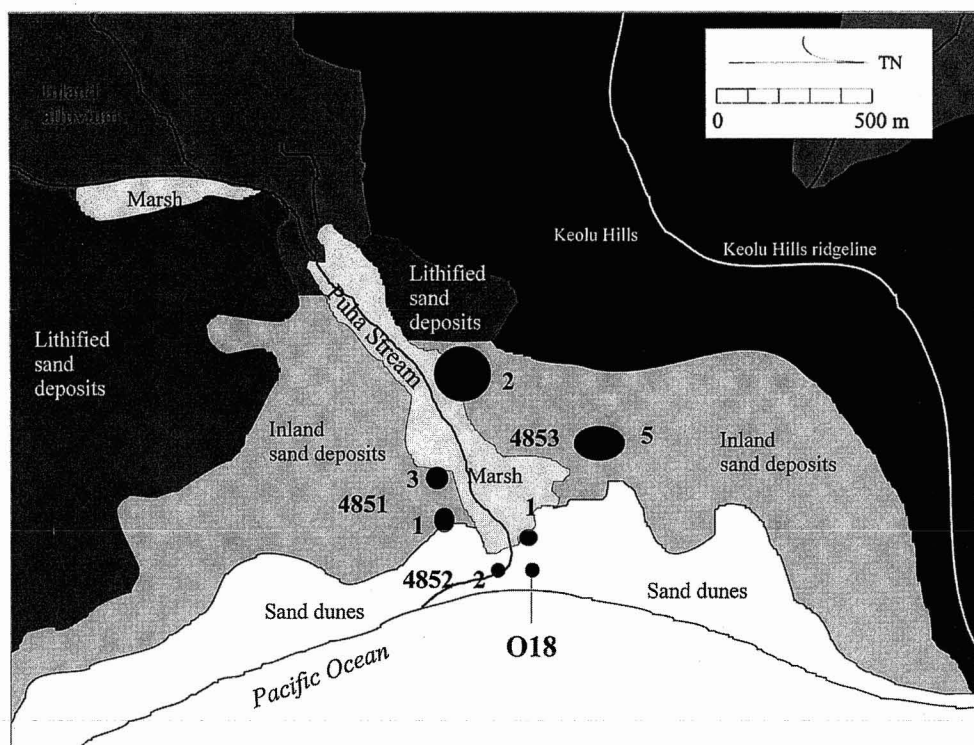 TN
0 500 m
Inland
alluvium
Marsh
Keolu Hills
Keolu Hills ridgeline
Lithified
sand
deposits
Lithified
sand
deposits
Puha Stream
2
Inland
sand deposits
4853
5
Inland
sand deposits
3
Marsh
4851
1
1
4852
2
Sand dunes
Sand dunes
O18
Pacific Ocean